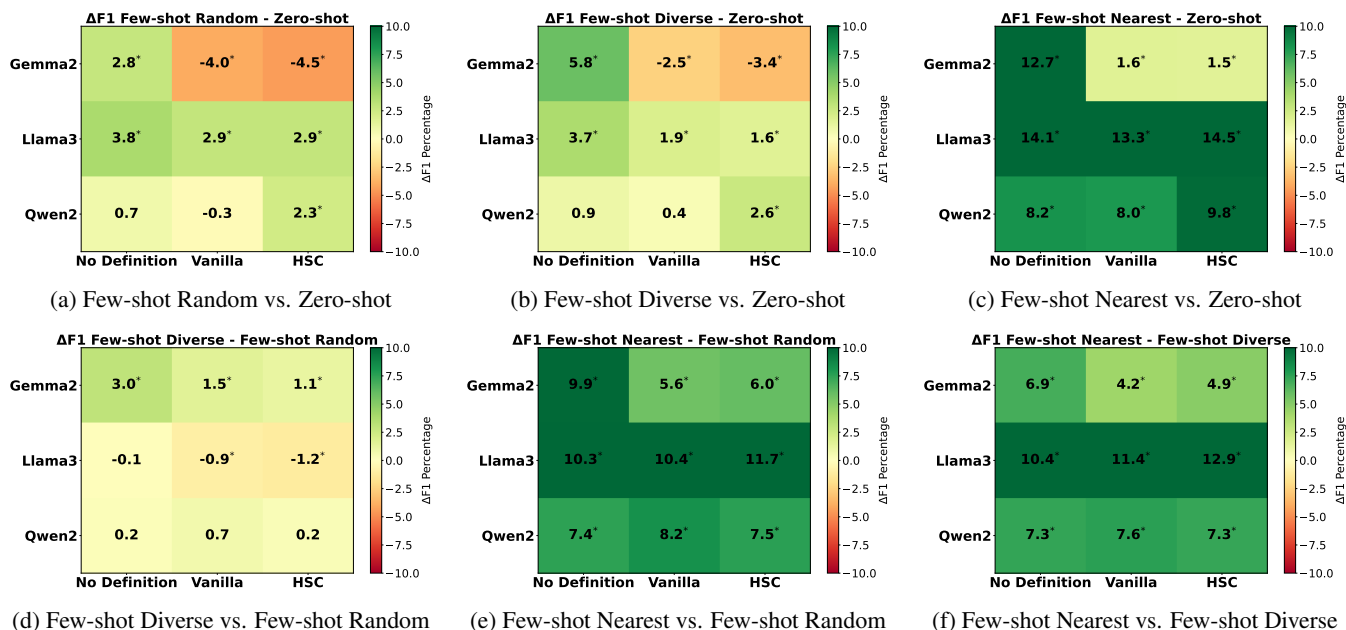 ΔF1 Few-shot Random - Zero-shot
Gemma2 2.8* -4.0* -4.5*
Llama3 3.8* 2.9* 2.9*
Qwen2 0.7 -0.3 2.3*
No Definition Vanilla HSC
10.0
7.5
5.0
2.5
0.0
−2.5
−5.0
−7.5
−10.0
ΔF1 Percentage
(a) Few-shot Random vs. Zero-shot
ΔF1 Few-shot Diverse - Zero-shot
Gemma2 5.8* -2.5* -3.4*
Llama3 3.7* 1.9* 1.6*
Qwen2 0.9 0.4 2.6*
No Definition Vanilla HSC
10.0
7.5
5.0
2.5
0.0
−2.5
−5.0
−7.5
−10.0
ΔF1 Percentage
(b) Few-shot Diverse vs. Zero-shot
ΔF1 Few-shot Nearest - Zero-shot
Gemma2 12.7* 1.6* 1.5*
Llama3 14.1* 13.3* 14.5*
Qwen2 8.2* 8.0* 9.8*
No Definition Vanilla HSC
10.0
7.5
5.0
2.5
0.0
−2.5
−5.0
−7.5
−10.0
ΔF1 Percentage
(c) Few-shot Nearest vs. Zero-shot
ΔF1 Few-shot Diverse - Few-shot Random
Gemma2 3.0* 1.5* 1.1*
Llama3 -0.1 -0.9* -1.2*
Qwen2 0.2 0.7 0.2
No Definition Vanilla HSC
10.0
7.5
5.0
2.5
0.0
−2.5
−5.0
−7.5
−10.0
ΔF1 Percentage
(d) Few-shot Diverse vs. Few-shot Random
ΔF1 Few-shot Nearest - Few-shot Random
Gemma2 9.9* 5.6* 6.0*
Llama3 10.3* 10.4* 11.7*
Qwen2 7.4* 8.2* 7.5*
No Definition Vanilla HSC
10.0
7.5
5.0
2.5
0.0
−2.5
−5.0
−7.5
−10.0
ΔF1 Percentage
(e) Few-shot Nearest vs. Few-shot Random
ΔF1 Few-shot Nearest - Few-shot Diverse
Gemma2 6.9* 4.2* 4.9*
Llama3 10.4* 11.4* 12.9*
Qwen2 7.3* 7.6* 7.3*
No Definition Vanilla HSC
10.0
7.5
5.0
2.5
0.0
−2.5
−5.0
−7.5
−10.0
ΔF1 Percentage
(f) Few-shot Nearest vs. Few-shot Diverse